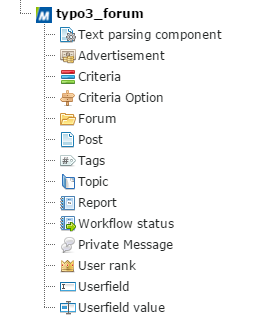 typo3_forum
Text parsing component
Advertisement
Criteria
Criteria Option
Forum
Post
Tags
Topic
Report
Workflow status
Private Message
User rank
Userfield
Userfield value